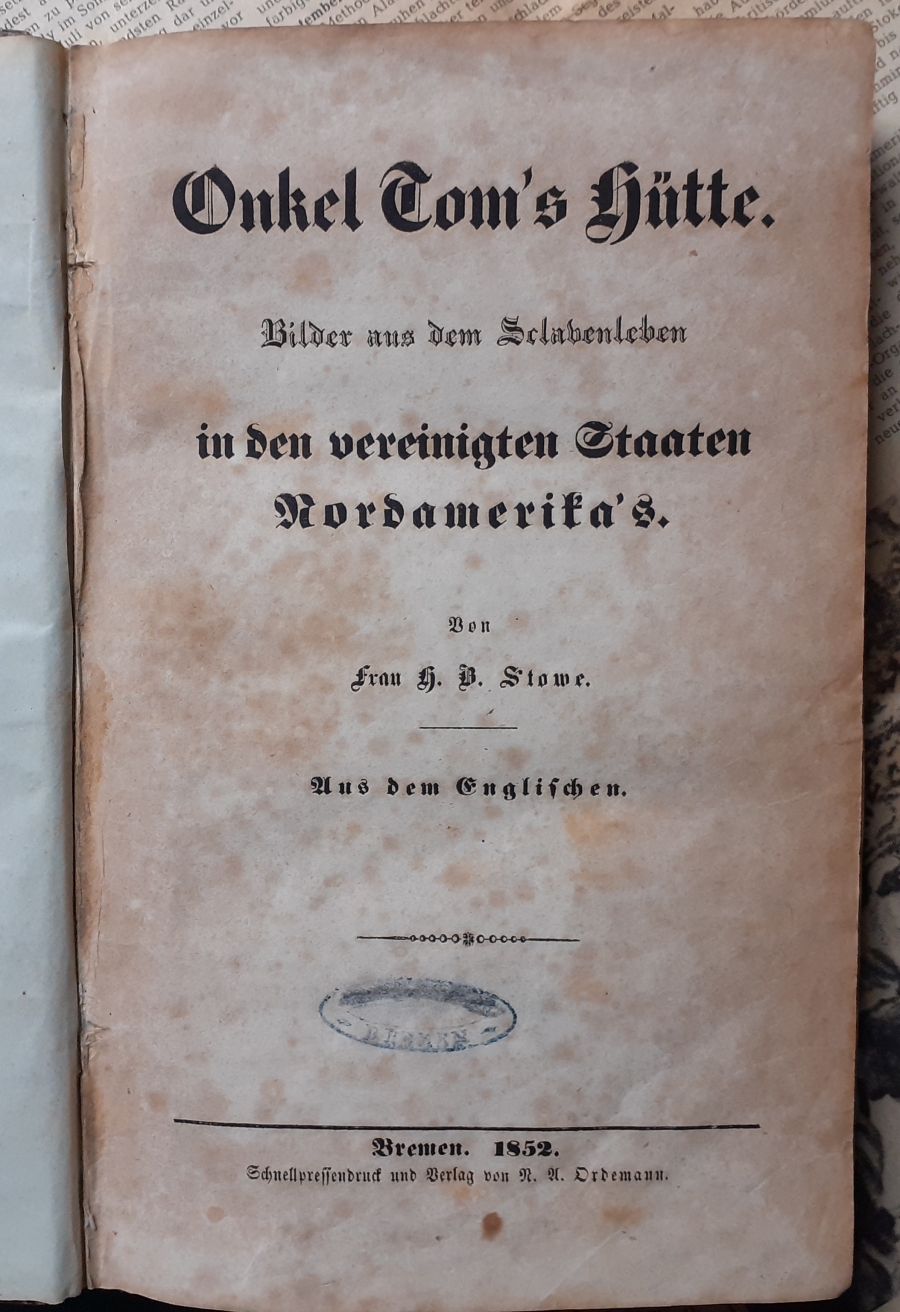 Onkel Tom's Hütte.
Bilder aus dem Sclavenleben
in den vereinigten Staaten
Nordamerika's.
Von
Frau H. B. Stowe.
Aus dem Englischen.
BREMEN
Bremen. 1852.
Schnellpressendruck und Verlag von N. A. Ordemann.